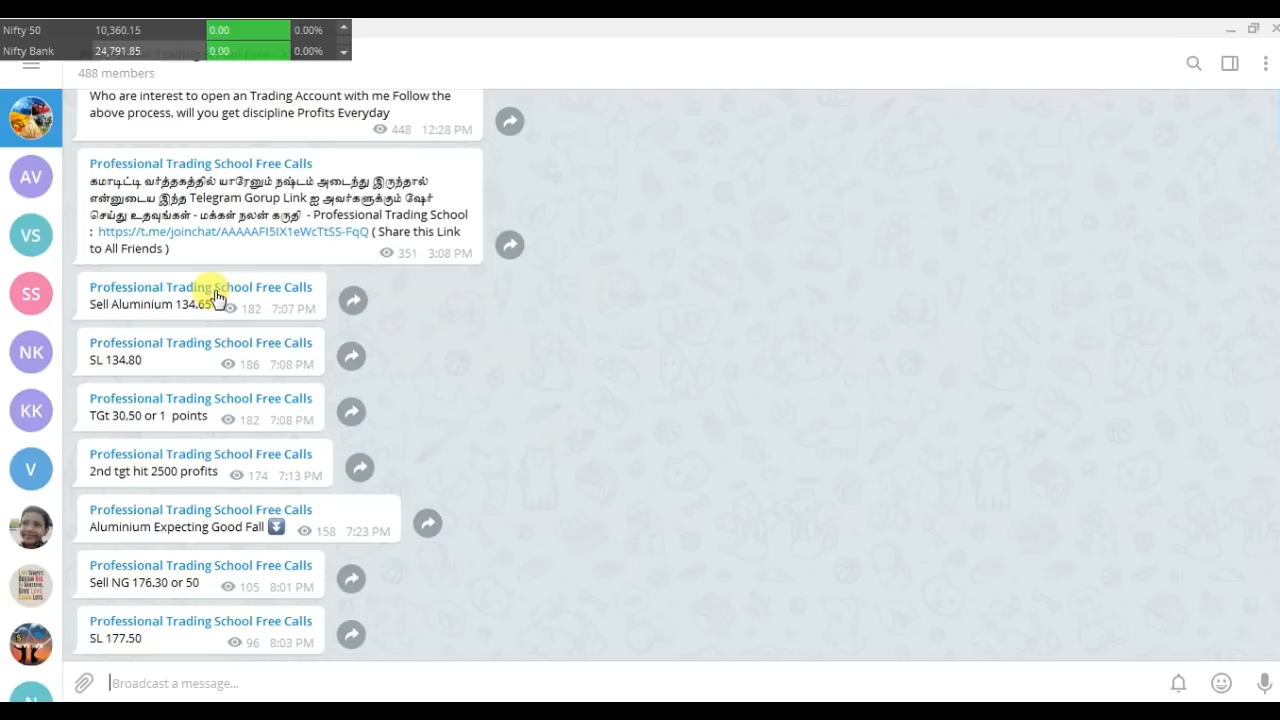 Nifty 50 10,360.15 0.00 0.00%
Nifty Bank 24,791.85 0.00 0.00%
488 members
Who are interest to open an Trading Account with me Follow the
above process, will you get discipline Profits Everyday
448 12:28 PM
Professional Trading School Free Calls
கமாடிட்டி வர்த்தகத்தில் யாரேனும் நஷ்டம் அடைந்து இருந்தால்
என்னுடைய இந்த Telegram Gorup Link ஐ அவர்களுக்கும் ஷேர்
செய்து உதவுங்கள் - மக்கள் நலன் கருதி - Professional Trading School
: https://t.me/joinchat/AAAAAFI5IX1eWcTtSS-FqQ ( Share this Link
to All Friends )
351 3:08 PM
Professional Trading School Free Calls
Sell Aluminium 134.65 182 7:07 PM
Professional Trading School Free Calls
SL 134.80 186 7:08 PM
Professional Trading School Free Calls
TGt 30,50 or 1 points 182 7:08 PM
Professional Trading School Free Calls
2nd tgt hit 2500 profits 174 7:13 PM
Professional Trading School Free Calls
Aluminium Expecting Good Fall 158 7:23 PM
Professional Trading School Free Calls
Sell NG 176.30 or 50 105 8:01 PM
Professional Trading School Free Calls
SL 177.50 96 8:03 PM
Broadcast a message...
AV
VS
SS
NK
KK
V